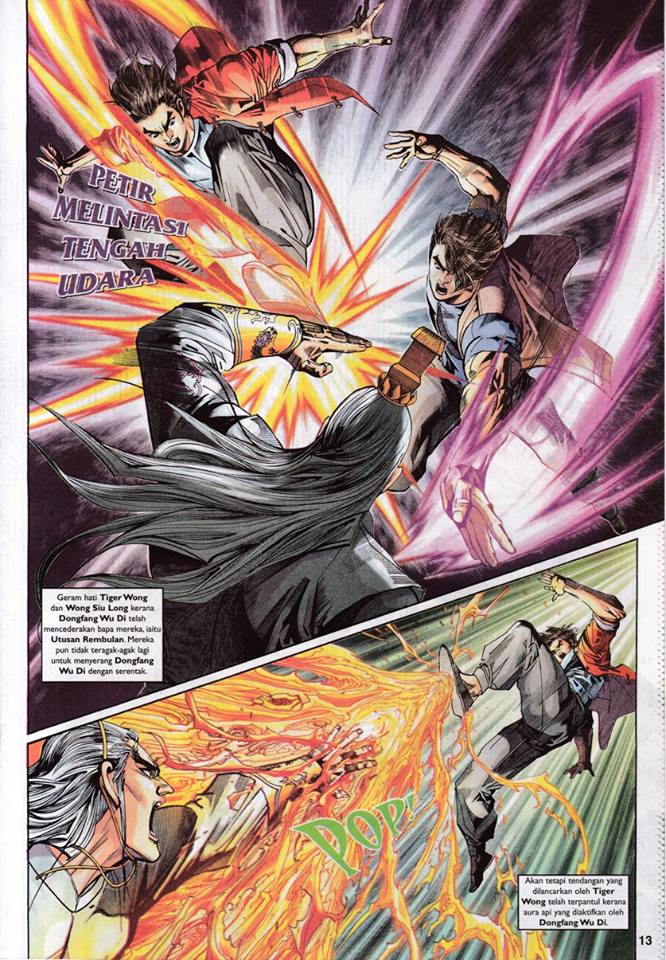 PETIR
MELINTASI
TENGAH
UDARA
Geram hati Tiger Wong
dan Wong Siu Long kerana
Dongfang Wu Di telah
mencederakan bapa mereka, iaitu
Utusan Rembulan. Mereka
pun tidak teragak-agak lagi
untuk menyerang Dongfang
Wu Di dengan serentak.
POP!
Akan tetapi tendangan yang
dilancarkan oleh Tiger
Wong telah terpantul kerana
aura api yang diaktifkan oleh
Dongfang Wu Di.
13